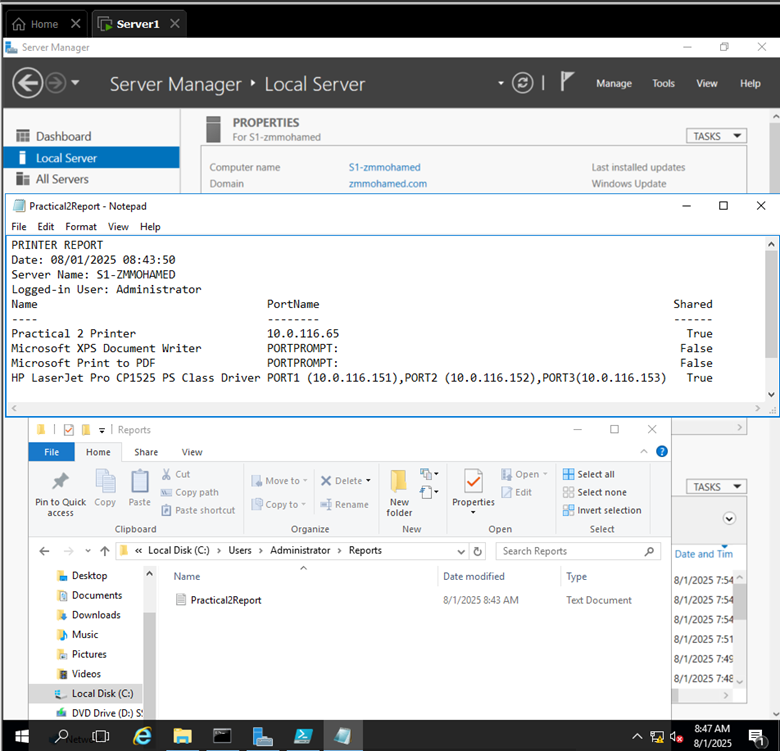 Home
Server1
Server Manager
Server Manager Local Server
Manage Tools View Help
Dashboard
Local Server
All Servers
PROPERTIES
For S1-zmmohamed
TASKS
Computer name S1-zmmohamed Last installed updates
Domain zmmohamed.com Windows Update
Practical2Report - Notepad
File Edit Format View Help
PRINTER REPORT
Date: 08/01/2025 08:43:50
Server Name: S1-ZMMOHAMED
Logged-in User: Administrator
Name PortName Shared
---- -------- ------
Practical 2 Printer 10.0.116.65 True
Microsoft XPS Document Writer PORTPROMPT: False
Microsoft Print to PDF PORTPROMPT: False
HP LaserJet Pro CP1525 PS Class Driver PORT1 (10.0.116.151),PORT2 (10.0.116.152),PORT3(10.0.116.153) True
Reports
File Home Share View
Pin to Quick access
Copy
Paste
Cut
Copy path
Paste shortcut
Clipboard
Move to
Copy to
Delete
Rename
Organize
New folder
New
Properties
Open
Edit
Open
Select all
Select none
Invert selection
Select
« Local Disk (C:) > Users > Administrator > Reports
Search Reports
Desktop
Documents
Downloads
Music
Pictures
Videos
Local Disk (C:)
DVD Drive (D:) S
Name Date modified Type
Practical2Report 8/1/2025 8:43 AM Text Document
TASKS
Date and Tim
8/1/2025 7:54
8/1/2025 7:54
8/1/2025 7:54
8/1/2025 7:51
8/1/2025 7:49
8/1/2025 7:48
8:47 AM
8/1/2025
1